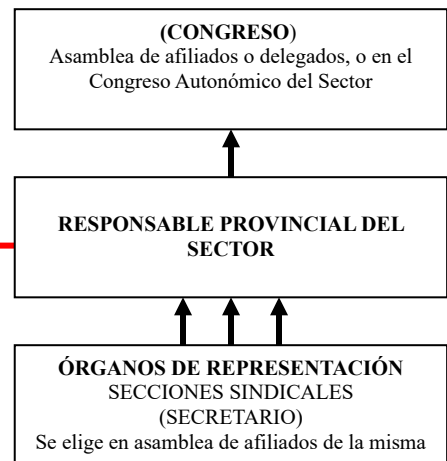 (CONGRESO)
Asamblea de afiliados o delegados, o en el
Congreso Autonómico del Sector
RESPONSABLE PROVINCIAL DEL
SECTOR
ÓRGANOS DE REPRESENTACIÓN
SECCIONES SINDICALES
(SECRETARIO)
Se elige en asamblea de afiliados de la misma